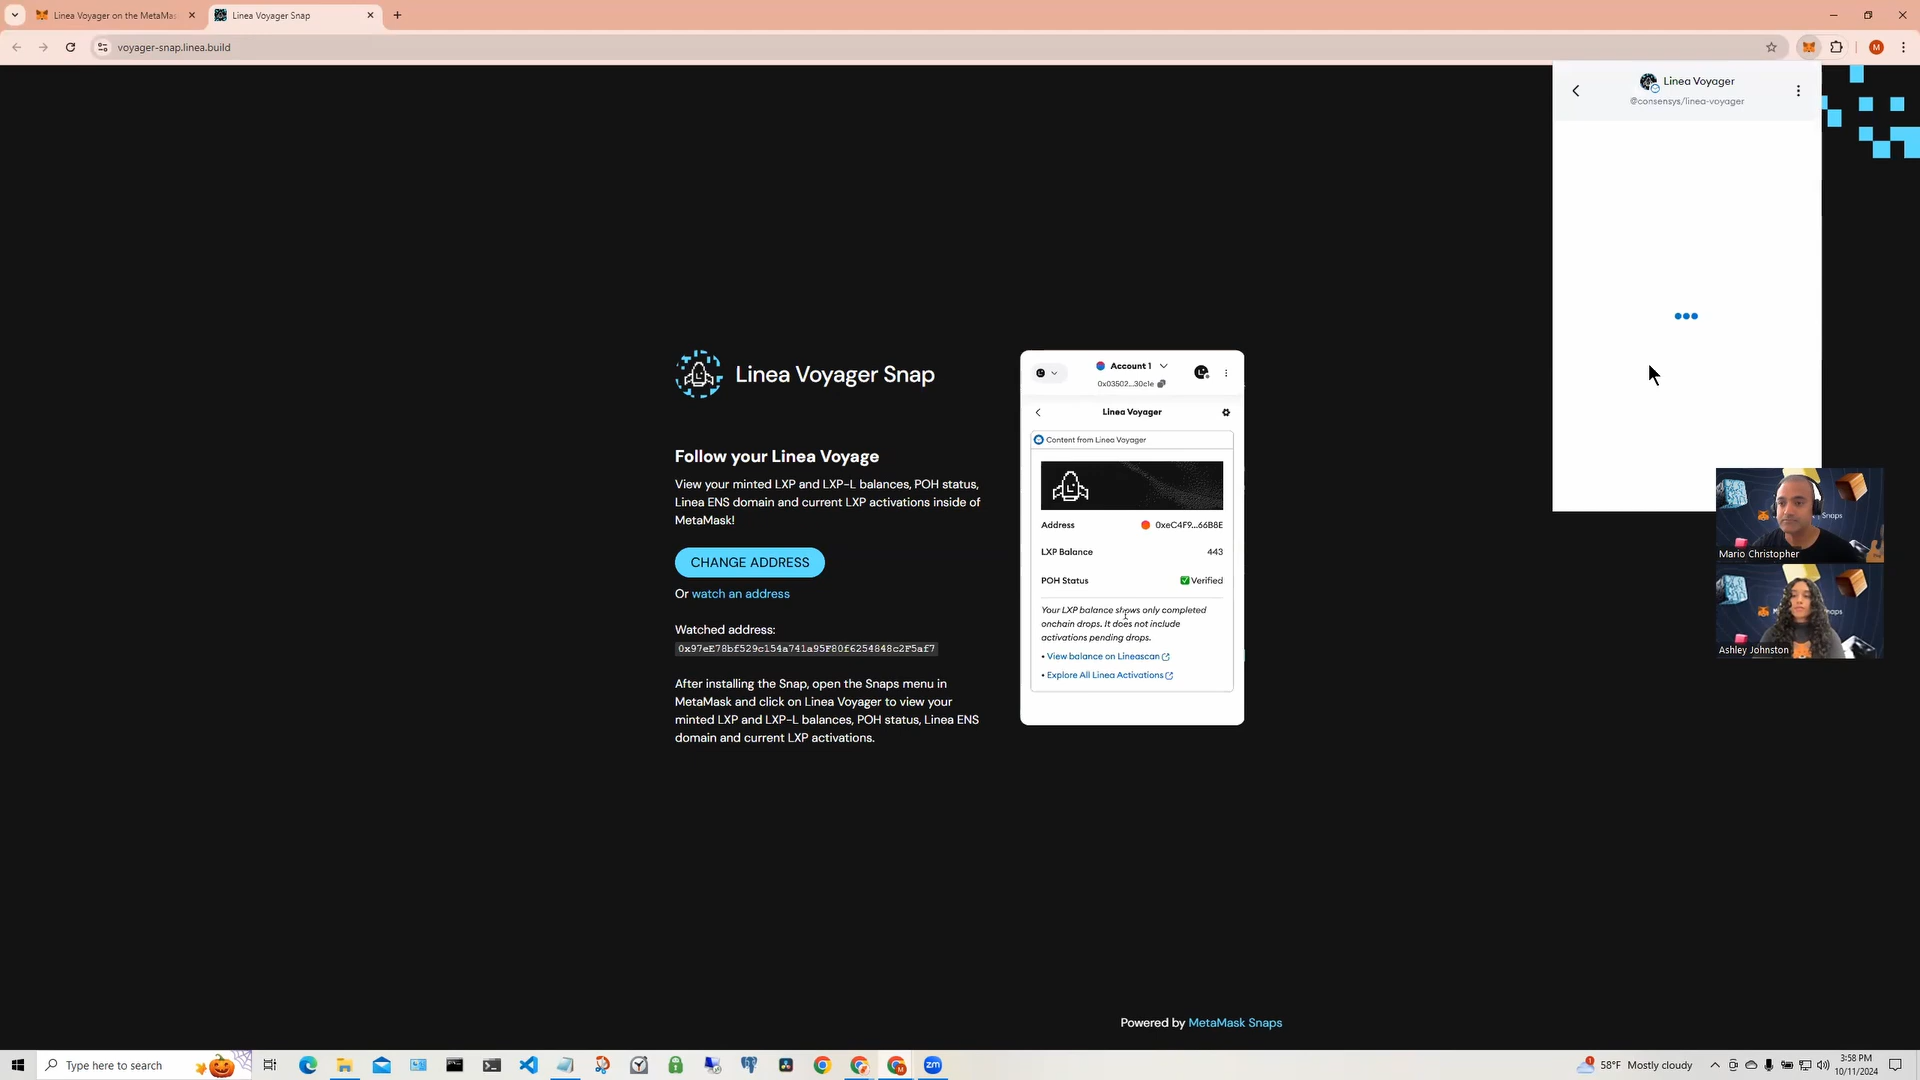 Linea Voyager on the MetaMas
Linea Voyager Snap
voyager-snap.linea.build
M
Linea Voyager
@consensys/linea-voyager
Linea Voyager Snap
Follow your Linea Voyage
View your minted LXP and LXP-L balances, POH status,
Linea ENS domain and current LXP activations inside of
MetaMask!
CHANGE ADDRESS
Or watch an address
Watched address:
0x97eE78bf529c154a741a95F80f6254848c2F5af7
After installing the Snap, open the Snaps menu in
MetaMask and click on Linea Voyager to view your
minted LXP and LXP-L balances, POH status, Linea ENS
domain and current LXP activations.
Account 1
0x03502...30c1e
Linea Voyager
Content from Linea Voyager
Address 0xeC4F9...66B8E
LXP Balance 443
POH Status Verified
Your LXP balance shows only completed
onchain drops. It does not include
activations pending drops.
• View balance on Lineascan
• Explore All Linea Activations
Snaps
Mario Christopher
Ashley Johnston
Powered by MetaMask Snaps
Type here to search
58°F Mostly cloudy
3:58 PM
10/11/2024